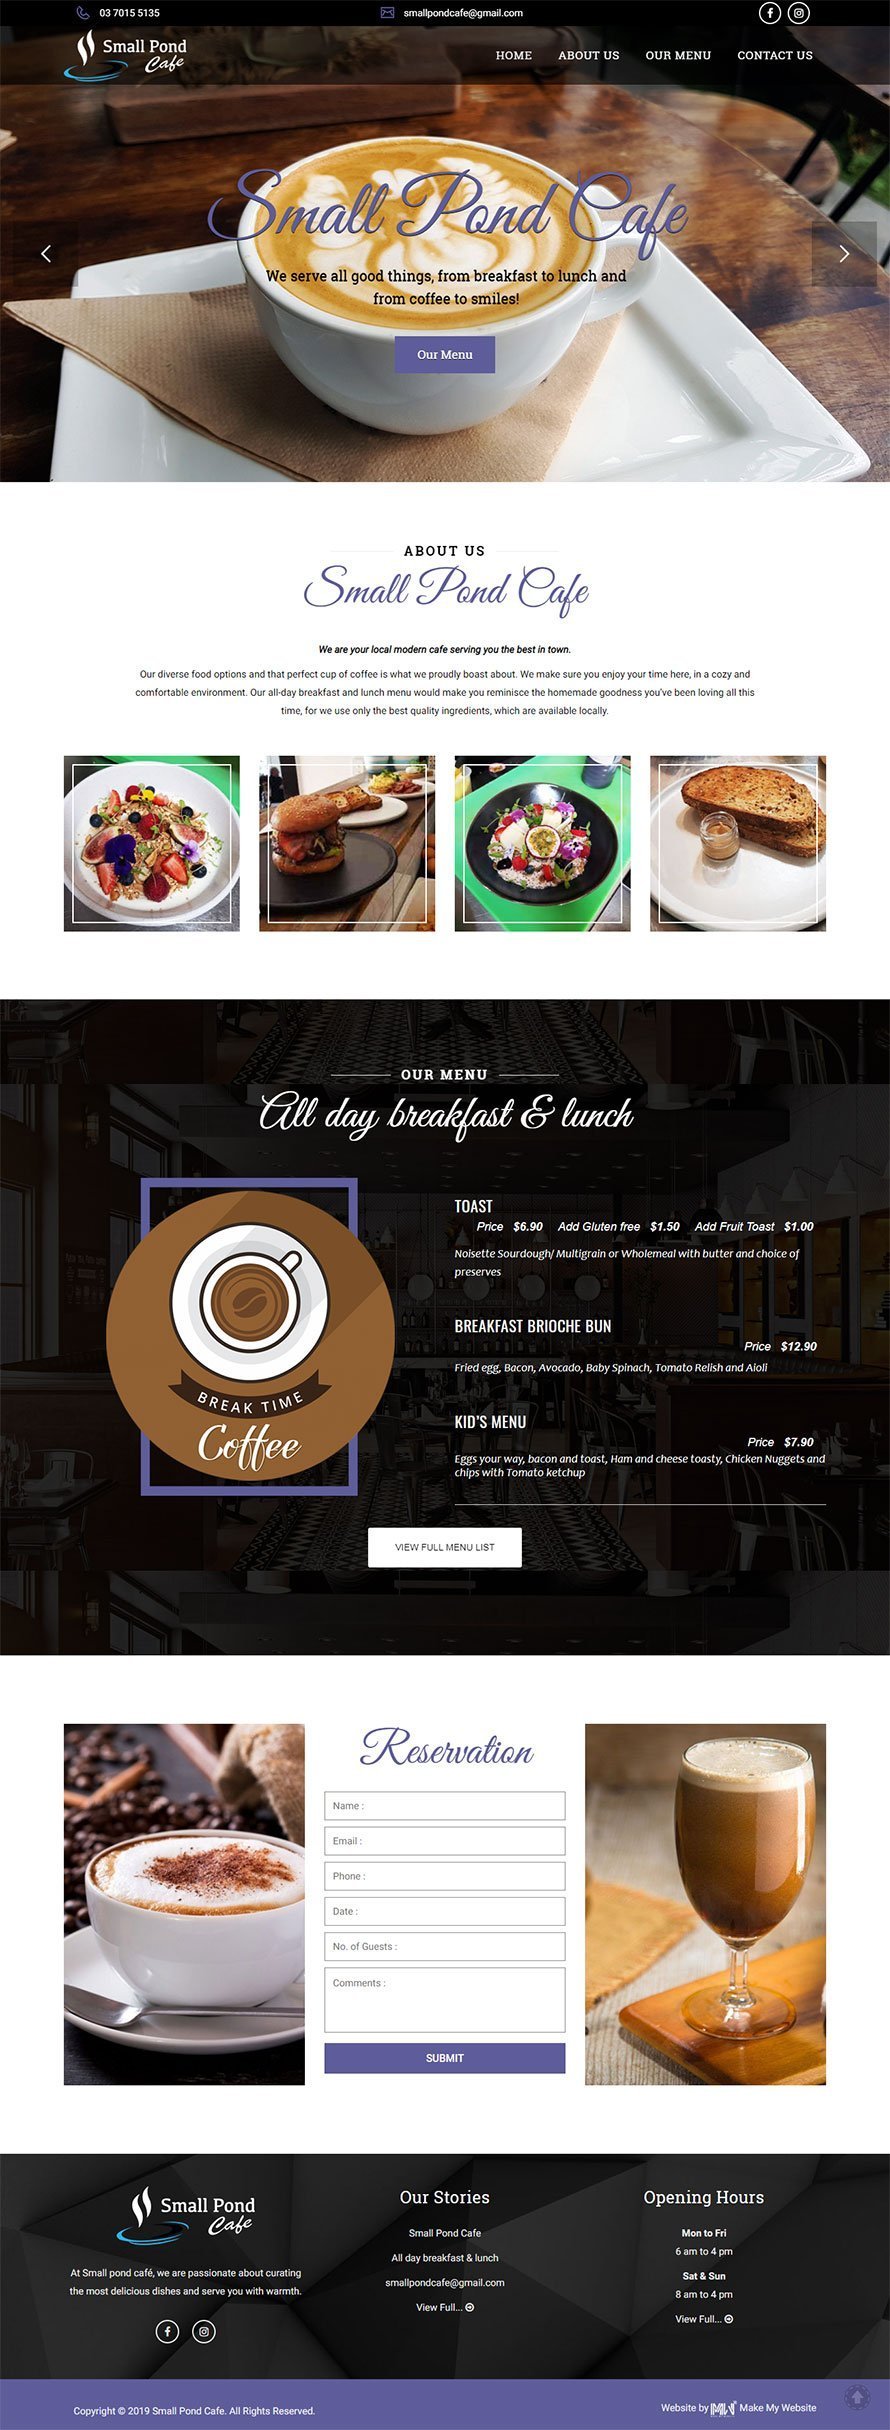 03 7015 5135
smallpondcafe@gmail.com
Small Pond
Cafe
HOME ABOUT US OUR MENU CONTACT US
Small Pond Cafe
We serve all good things, from breakfast to lunch and
from coffee to smiles!
Our Menu
ABOUT US
Small Pond Cafe
We are your local modern cafe serving you the best in town.
Our diverse food options and that perfect cup of coffee is what we proudly boast about. We make sure you enjoy your time here, in a cozy and
comfortable environment. Our all-day breakfast and lunch menu would make you reminisce the homemade goodness you've been loving all this
time, for we use only the best quality ingredients, which are available locally.
OUR MENU
All day breakfast & lunch
BREAK TIME
Coffee
TOAST
Price $6.90 Add Gluten free $1.50 Add Fruit Toast $1.00
Noisette Sourdough/ Multigrain or Wholemeal with butter and choice of
preserves
BREAKFAST BRIOCHE BUN
Price $12.90
Fried egg, Bacon, Avocado, Baby Spinach, Tomato Relish and Aioli
KID'S MENU
Price $7.90
Eggs your way, bacon and toast, Ham and cheese toasty, Chicken Nuggets and
chips with Tomato ketchup
VIEW FULL MENU LIST
Reservation
Name :
Email :
Phone :
Date :
No. of Guests :
Comments :
SUBMIT
Small Pond
Cafe
At Small pond café, we are passionate about curating
the most delicious dishes and serve you with warmth.
Our Stories
Small Pond Cafe
All day breakfast & lunch
smallpondcafe@gmail.com
View Full...
Opening Hours
Mon to Fri
6 am to 4 pm
Sat & Sun
8 am to 4 pm
View Full...
Copyright © 2019 Small Pond Cafe. All Rights Reserved.
Website by MMW Make My Website